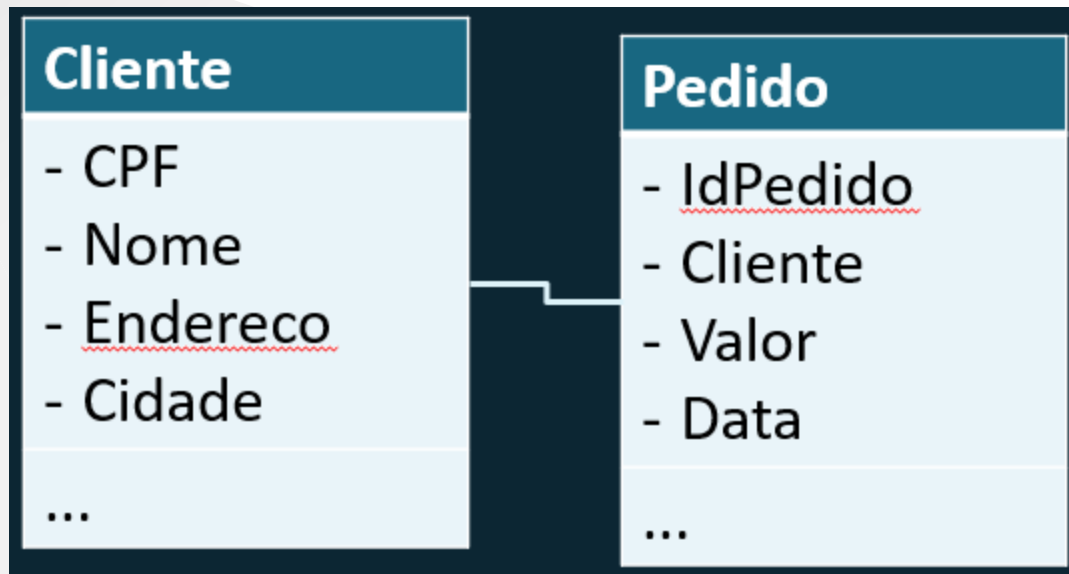 Cliente
- CPF
- Nome
- Endereco
- Cidade
...
Pedido
- IdPedido
- Cliente
- Valor
- Data
...